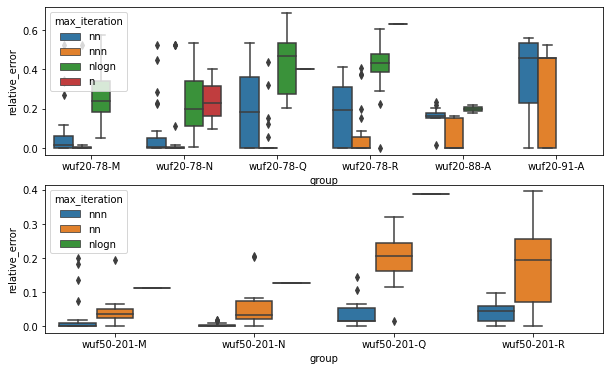 max_iteration
nn
nnn
nlogn
n
relative_error
0.6
0.4
0.2
0.0
wuf20-78-M wuf20-78-N wuf20-78-Q wuf20-78-R wuf20-88-A wuf20-91-A
group
max_iteration
nnn
nn
nlogn
relative_error
0.4
0.3
0.2
0.1
0.0
wuf50-201-M wuf50-201-N wuf50-201-Q wuf50-201-R
group